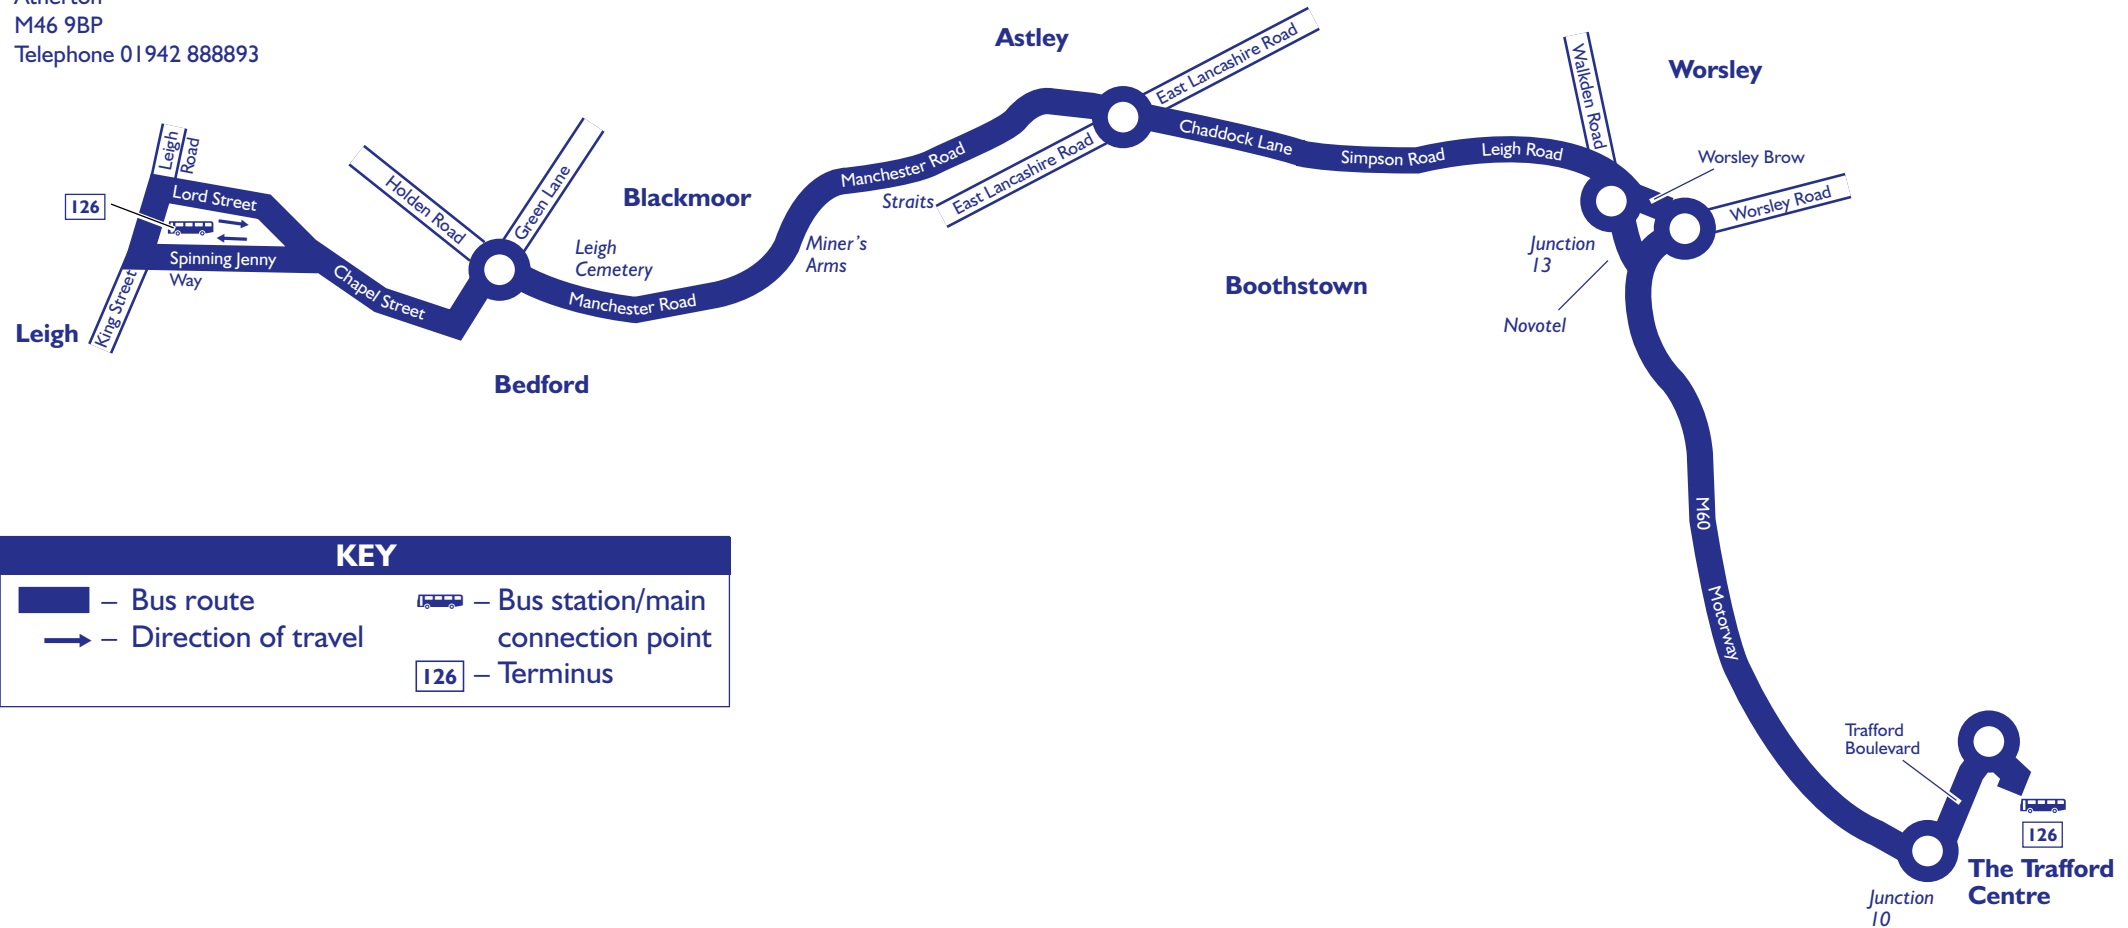 M46 9BP
Telephone 01942 888893
Astley
East Lancashire Road
Walkden Road
Worsley
Leigh
Road
Lord Street
126
Spinning Jenny
Way
King Street
Leigh
Chapel Street
Holden Road
Green Lane
Blackmoor
Leigh
Cemetery
Manchester Road
Bedford
Miner's
Arms
Manchester Road
Straits
East Lancashire Road
Chaddock Lane
Simpson Road
Leigh Road
Worsley Brow
Worsley Road
Junction
13
Boothstown
Novotel
M60
Motorway
Trafford
Boulevard
126
The Trafford
Centre
Junction
10
KEY
– Bus route
– Direction of travel
– Bus station/main
connection point
126 – Terminus